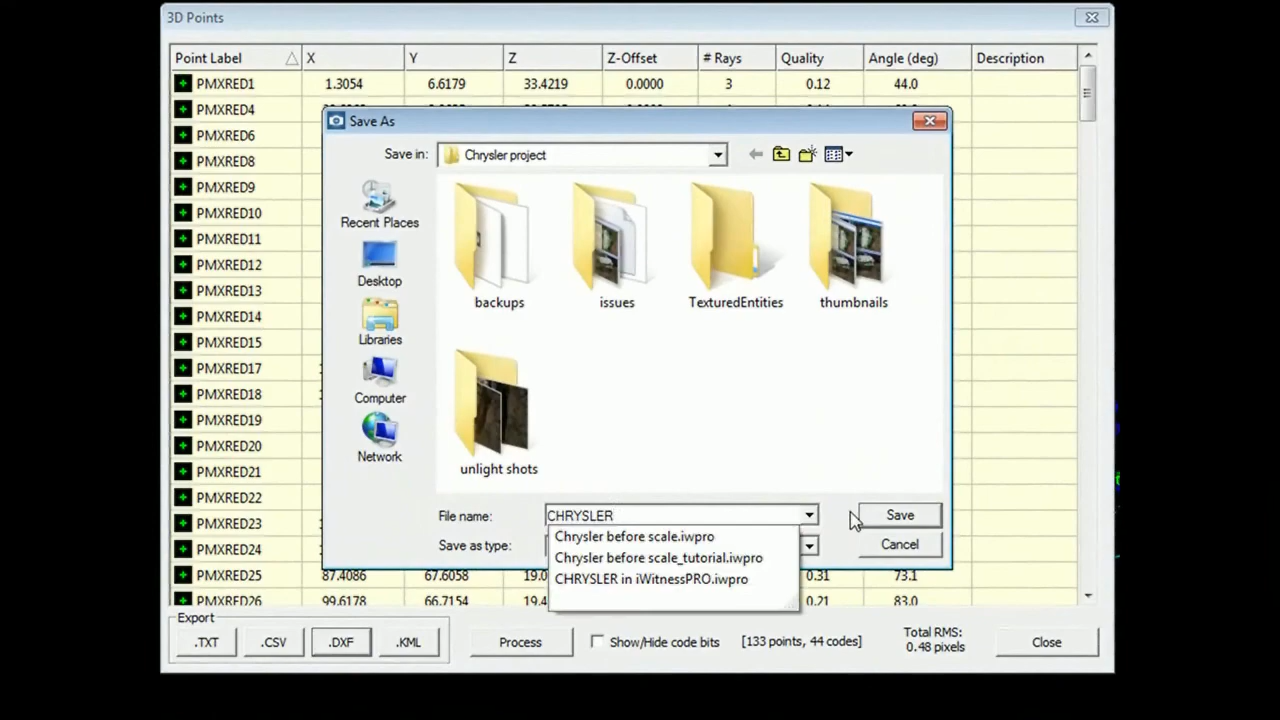 3D Points
Point Label X Y Z Z-Offset # Rays Quality Angle (deg) Description
PMXRED1 1.3054 6.6179 33.4219 0.0000 3 0.12 44.0
PMXRED4
PMXRED6
PMXRED8
PMXRED9
PMXRED10
PMXRED11
PMXRED12
PMXRED13
PMXRED14
PMXRED15
PMXRED17
PMXRED18
PMXRED19
PMXRED20
PMXRED21
PMXRED22
PMXRED23
PMXRED24
PMXRED25 87.4086 67.6058 19.0 0.31 73.1
PMXRED26 99.6178 66.7154 19.4 0.21 83.0
Save As
Save in: Chrysler project
Recent Places
Desktop
Libraries
Computer
Network
backups issues TexturedEntities thumbnails
unlight shots
File name: CHRYSLER Save
Save as type: Cancel
Chrysler before scale.iwpro
Chrysler before scale_tutorial.iwpro
CHRYSLER in iWitnessPRO.iwpro
Export
.TXT .CSV .DXF .KML Process Show/Hide code bits [133 points, 44 codes] Total RMS:
0.48 pixels
Close